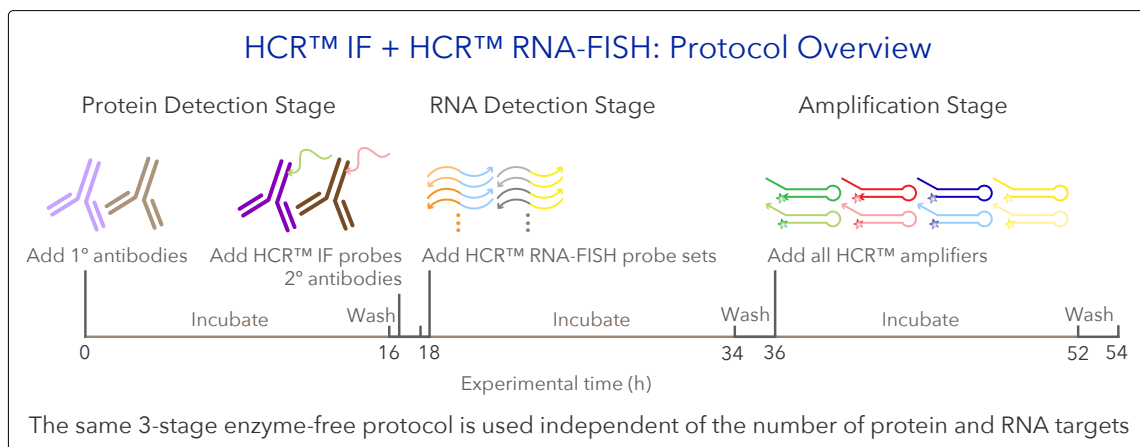 HCR™ IF + HCR™ RNA-FISH: Protocol Overview
Protein Detection Stage
RNA Detection Stage
Amplification Stage
Add 1° antibodies
Add HCR™ IF probes
2° antibodies
Add HCR™ RNA-FISH probe sets
Add all HCR™ amplifiers
Incubate
Wash
Incubate
Wash
Incubate
Wash
0
16
18
34
36
52
54
Experimental time (h)
The same 3-stage enzyme-free protocol is used independent of the number of protein and RNA targets